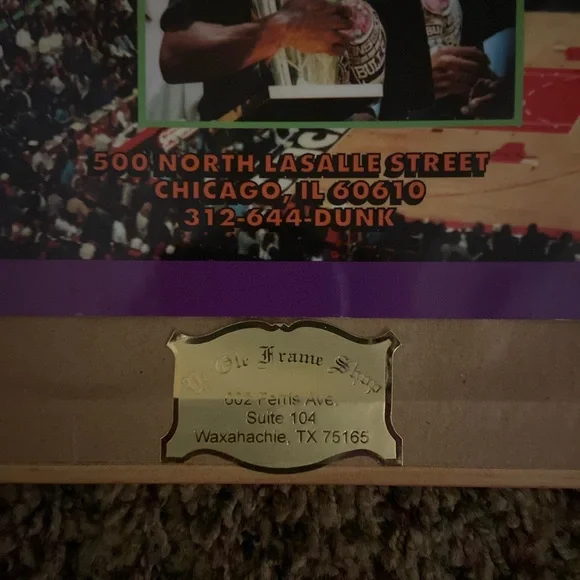 BULLS
500 NORTH LASALLE STREET
CHICAGO, IL 60610
312-644-DUNK
Ye Ole Frame Shop
602 Ferris Ave.
Suite 104
Waxahachie, TX 75165